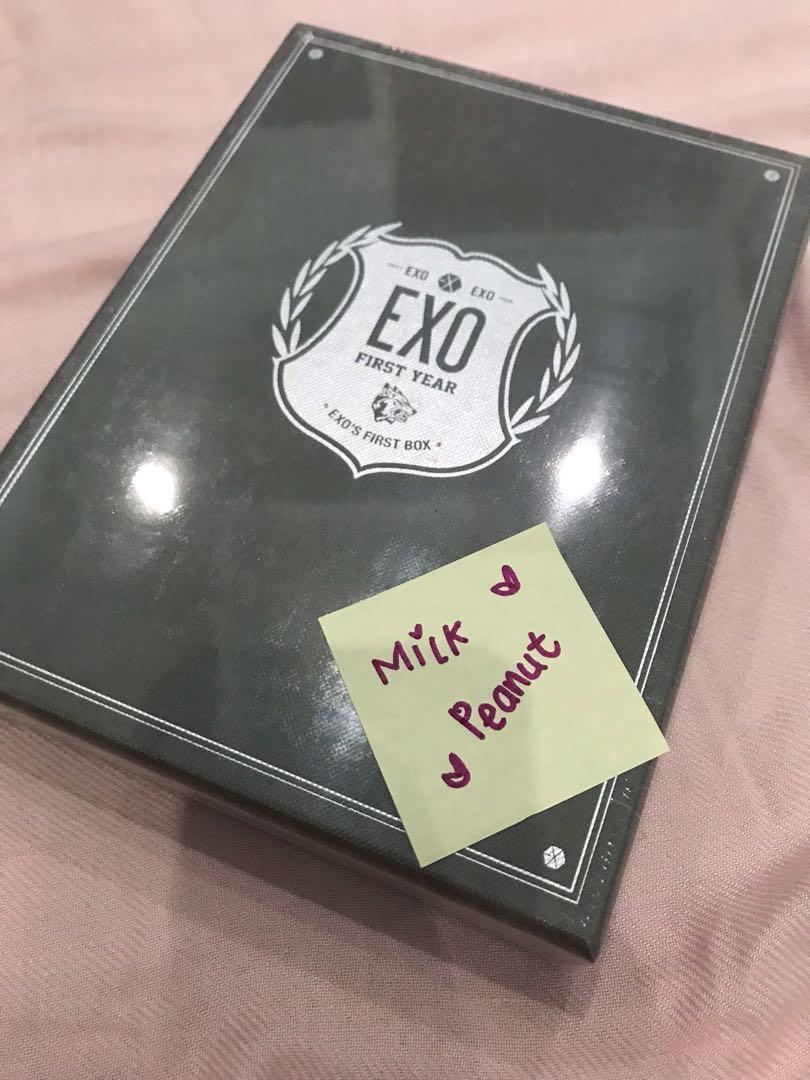 EXO EXO
EXO
FIRST YEAR
EXO'S FIRST BOX
Milk
Peanut